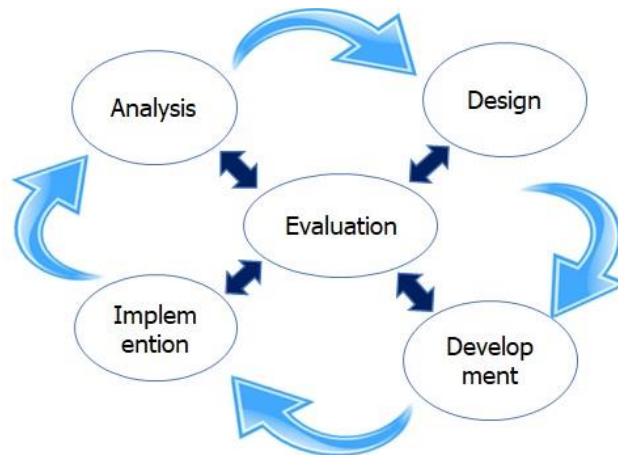 Analysis
Design
Evaluation
Implem
ention
Develop
ment